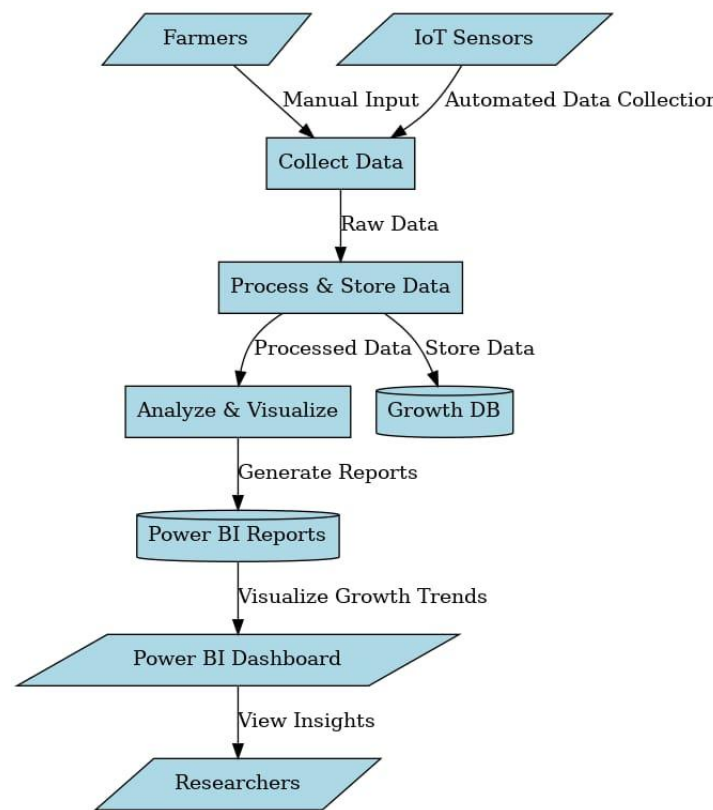 Farmers
IoT Sensors
Manual Input
Automated Data Collection
Collect Data
Raw Data
Process & Store Data
Processed Data
Store Data
Analyze & Visualize
Growth DB
Generate Reports
Power BI Reports
Visualize Growth Trends
Power BI Dashboard
View Insights
Researchers